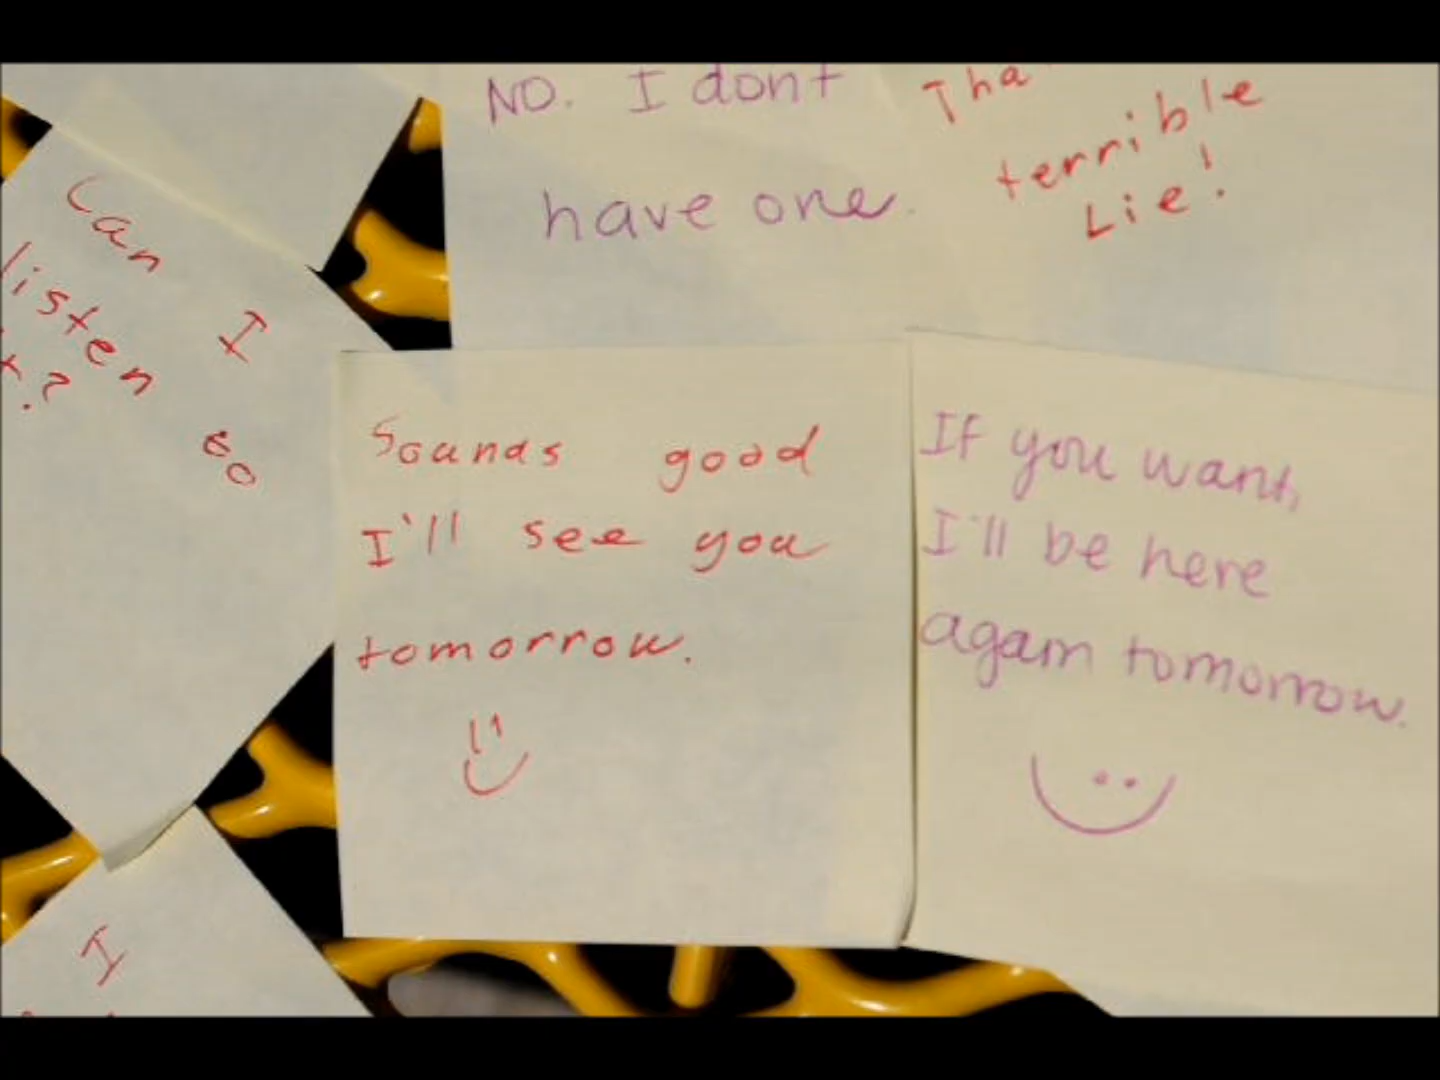 NO. I dont
have one.
terrible
Lie!
Can I
listen
to
Sounds good
I'll see you
tomorrow.
If you want,
I'll be here
again tomorrow.
I